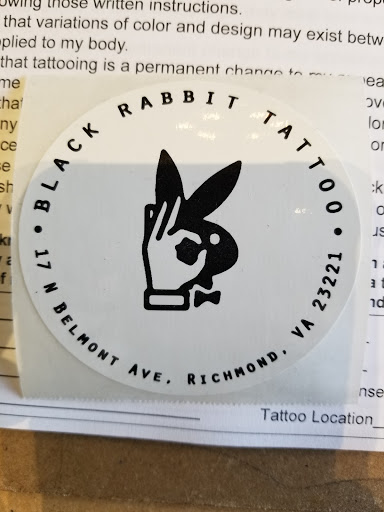 owing those written instructions.
that variations of color and design may exist betw
plied to my body.
that tattooing is a permanent change to my
BLACK RABBIT TATTOO
17 N BELMONT AVE, RICHMOND, VA 23221
Tattoo Location